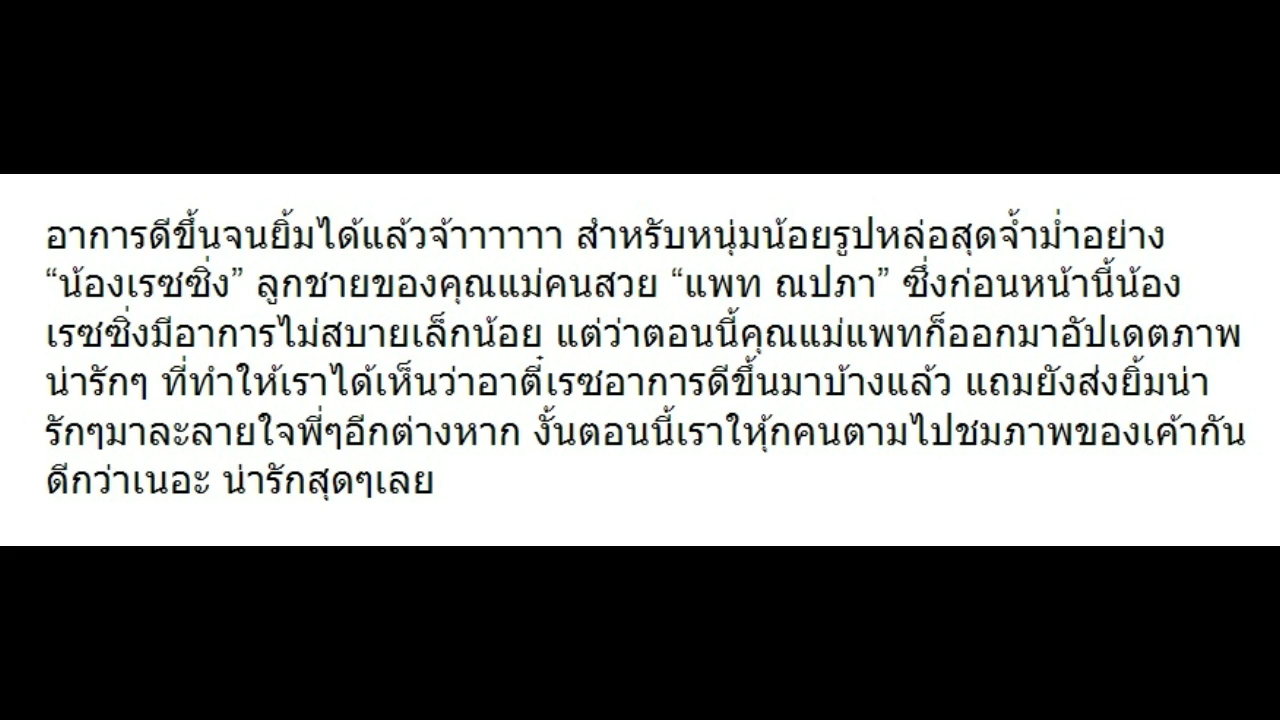 อาการดีขึ้นจนยิ้มได้แล้วจ้าาาาาา สำหรับหนุ่มน้อยรูปหล่อสุดจ้ำม่ำอย่าง
“น้องเรซซิ่ง” ลูกชายของคุณแม่คนสวย “แพท ณปภา” ซึ่งก่อนหน้านี้น้อง
เรซซิ่งมีอาการไม่สบายเล็กน้อย แต่ว่าตอนนี้คุณแม่แพทก็ออกมาอัปเดตภาพ
น่ารักๆ ที่ทำให้เราได้เห็นว่าอาตี๋เรซอาการดีขึ้นมาบ้างแล้ว แถมยังส่งยิ้มน่า
รักๆมาละลายใจพี่ๆอีกต่างหาก งั้นตอนนี้เราใหุ้กคนตามไปชมภาพของเค้ากัน
ดีกว่าเนอะ น่ารักสุดๆเลย